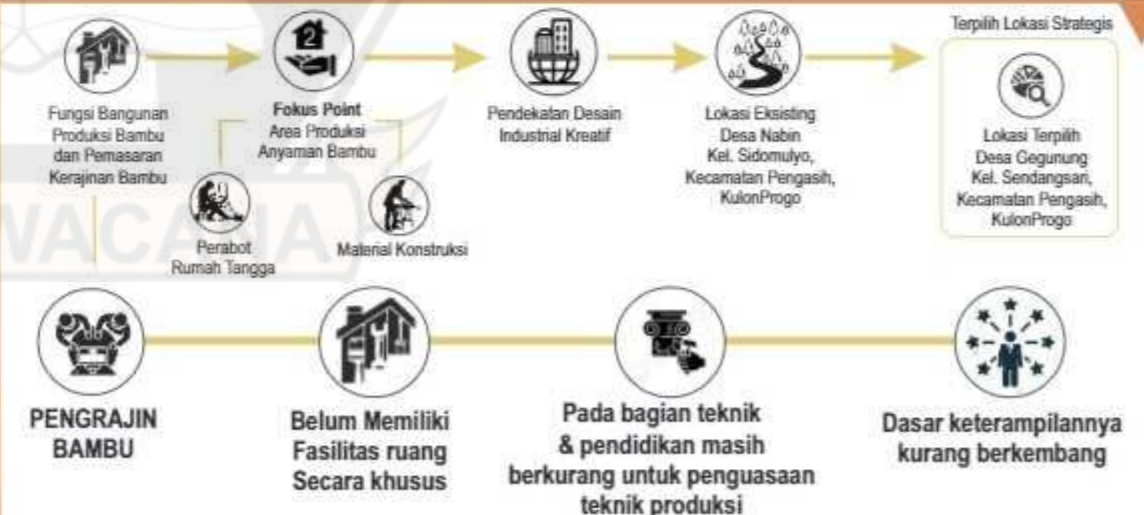 Terpilih Lokasi Strategis
Fungsi Bangunan
Produksi Bambu
dan Pemasaran
Kerajinan Bambu
2
Fokus Point
Area Produksi
Anyaman Bambu
Perabot
Rumah Tangga
Material Konstruksi
Pendekatan Desain
Industrial Kreatif
Lokasi Eksisting
Desa Nabin
Kel. Sidomulyo,
Kecamatan Pengasih,
KulonProgo
Lokasi Terpilih
Desa Gegunung
Kel. Sendangsari,
Kecamatan Pengasih,
KulonProgo
WACANA
PENGRAJIN
BAMBU
Belum Memiliki
Fasilitas ruang
Secara khusus
Pada bagian teknik
& pendidikan masih
berkurang untuk penguasaan
teknik produksi
Dasar keterampilannya
kurang berkembang